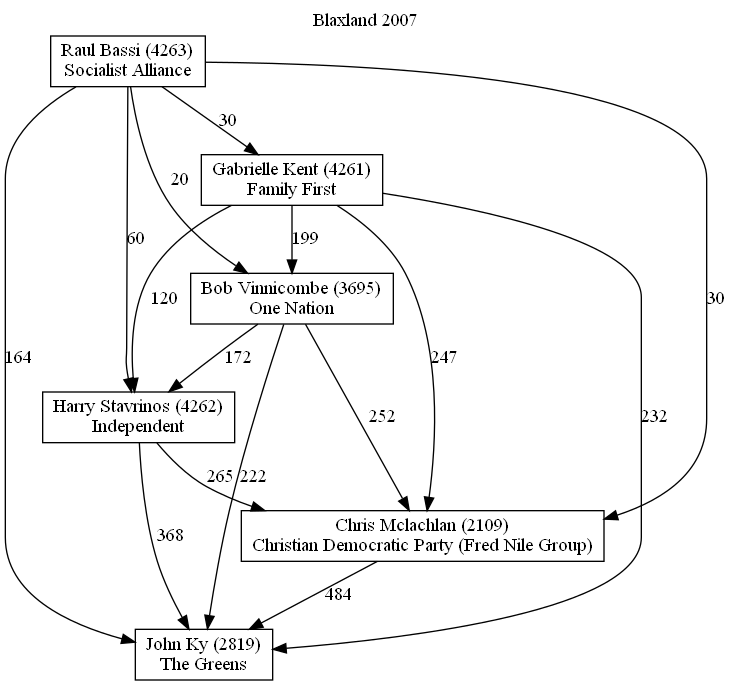 Blaxland 2007
Raul Bassi (4263)
Socialist Alliance
30
Gabrielle Kent (4261)
Family First
20
60
199
120
30
Bob Vinnicombe (3695)
One Nation
164
172
247
252
232
Harry Stavrinos (4262)
Independent
265
222
368
Chris Mclachlan (2109)
Christian Democratic Party (Fred Nile Group)
484
John Ky (2819)
The Greens